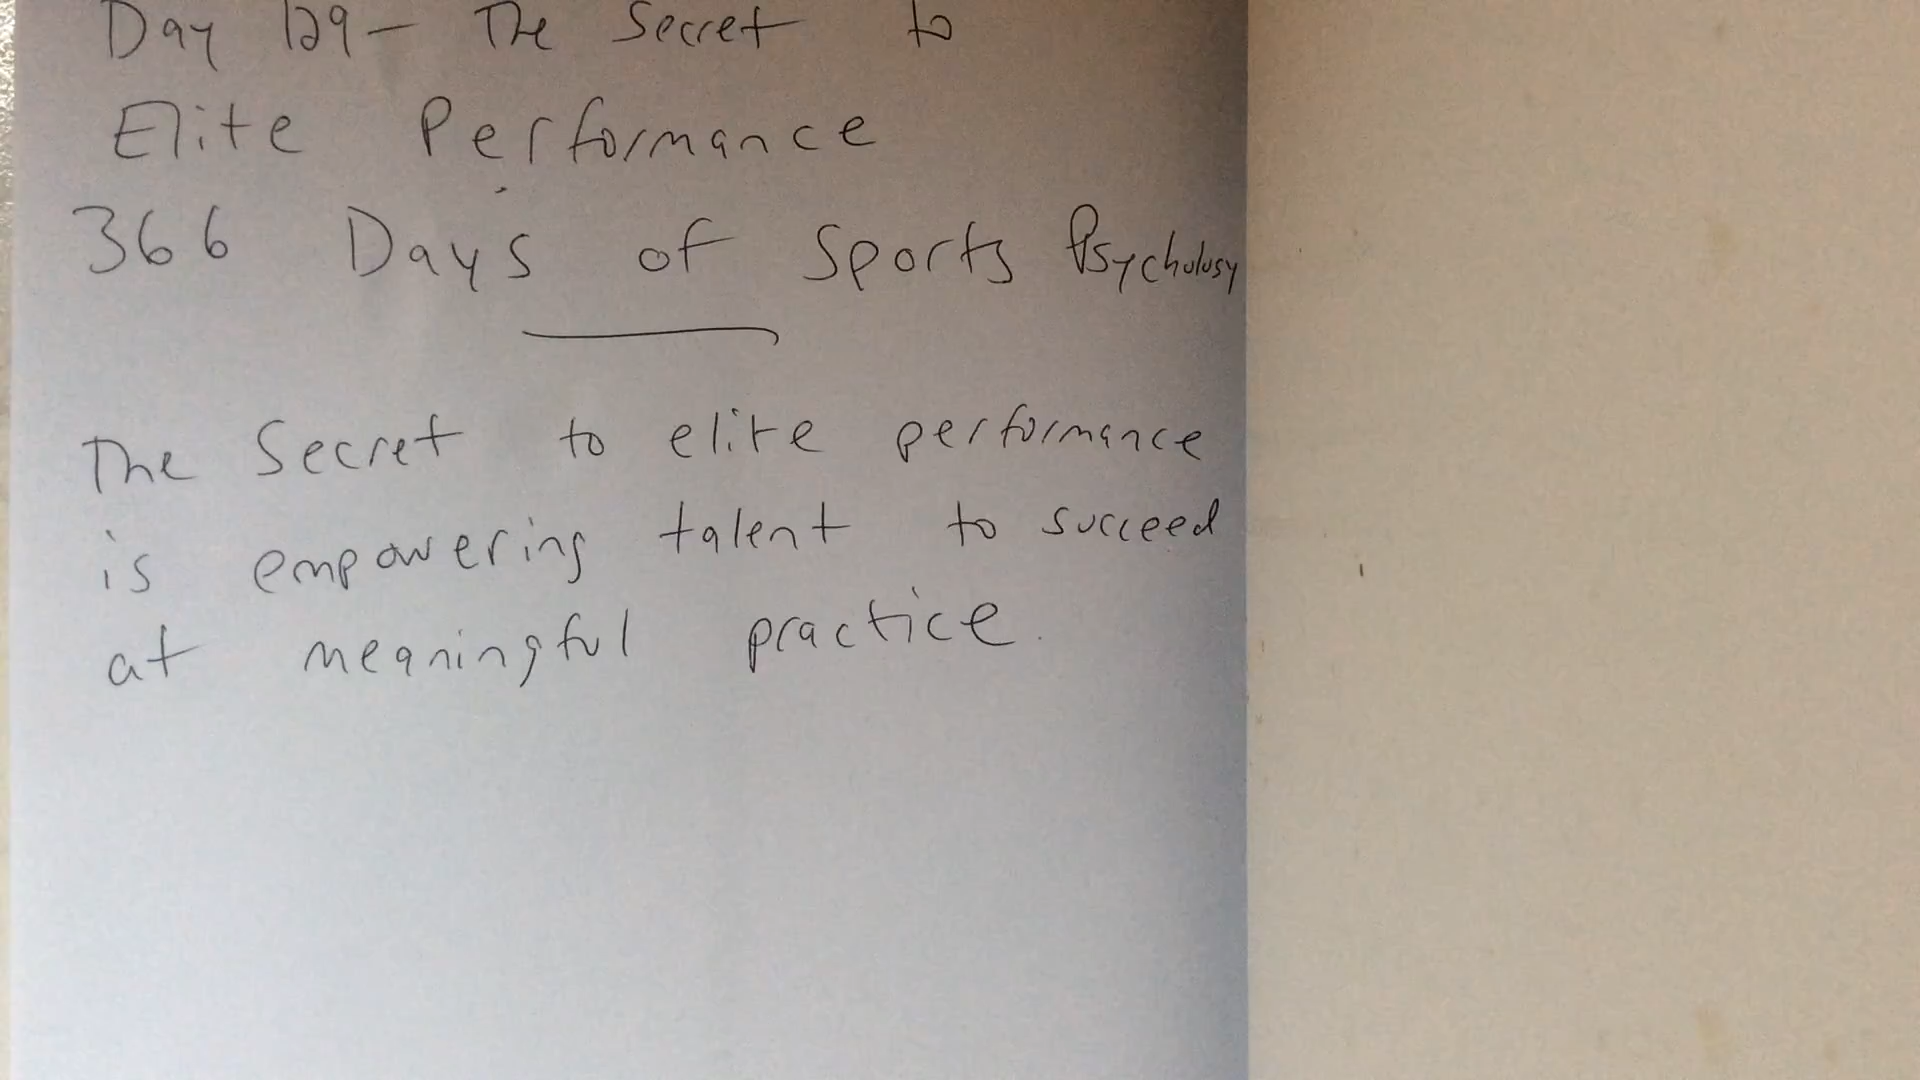 Day 129 - The Secret to
Elite Performance
366 Days of Sports Psychology
The Secret to elite performance
is empowering talent to succeed
at meaningful practice.